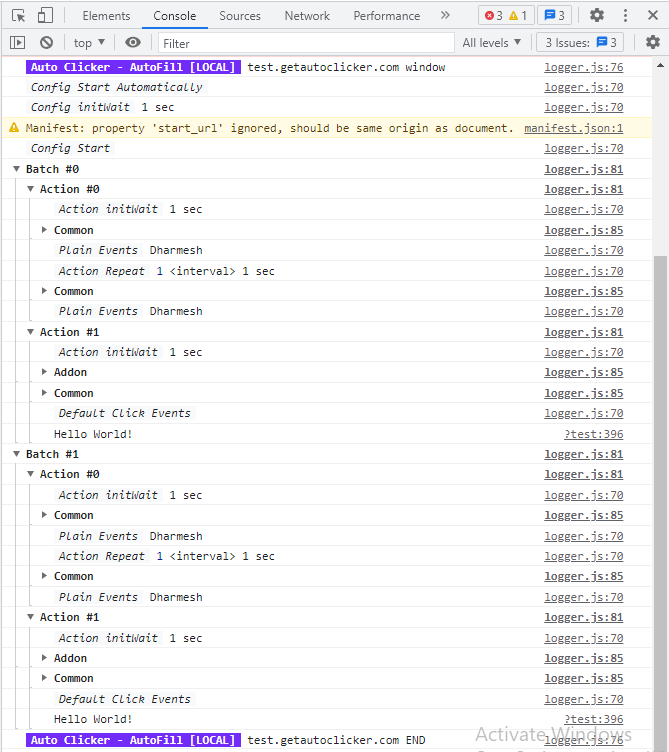 Elements Console Sources Network Performance » 3 1 3
top ▼ Filter All levels ▼ 3 Issues: 3
Auto Clicker - AutoFill [LOCAL] test.getautoclicker.com window logger.js:76
Config Start Automatically logger.js:70
Config initWait 1 sec logger.js:70
Manifest: property 'start_url' ignored, should be same origin as document. manifest.json:1
Config Start logger.js:70
▼ Batch #0 logger.js:81
▼ Action #0 logger.js:81
Action initWait 1 sec logger.js:70
▶ Common logger.js:85
Plain Events Dharmesh logger.js:70
Action Repeat 1 <interval> 1 sec logger.js:70
▶ Common logger.js:85
Plain Events Dharmesh logger.js:70
▼ Action #1 logger.js:81
Action initWait 1 sec logger.js:70
▶ Addon logger.js:85
▶ Common logger.js:85
Default Click Events logger.js:70
Hello World! ?test:396
▼ Batch #1 logger.js:81
▼ Action #0 logger.js:81
Action initWait 1 sec logger.js:70
▶ Common logger.js:85
Plain Events Dharmesh logger.js:70
Action Repeat 1 <interval> 1 sec logger.js:70
▶ Common logger.js:85
Plain Events Dharmesh logger.js:70
▼ Action #1 logger.js:81
Action initWait 1 sec logger.js:70
▶ Addon logger.js:85
▶ Common logger.js:85
Default Click Events logger.js:70
Hello World! ?test:396
Activate Windows
Auto Clicker - AutoFill [LOCAL] test.getautoclicker.com END logger.js:76